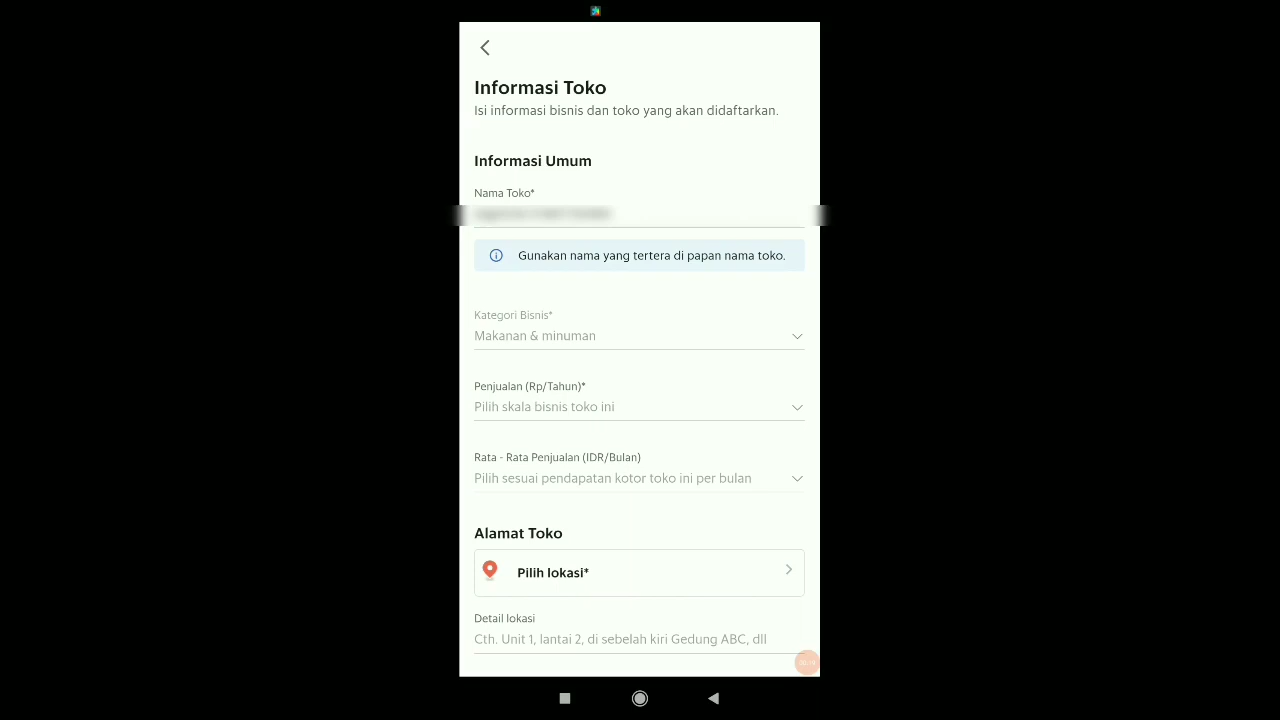 Informasi Toko
Isi informasi bisnis dan toko yang akan didaftarkan.
Informasi Umum
Nama Toko*
Gunakan nama yang tertera di papan nama toko.
Kategori Bisnis*
Makanan & minuman
Penjualan (Rp/Tahun)*
Pilih skala bisnis toko ini
Rata - Rata Penjualan (IDR/Bulan)
Pilih sesuai pendapatan kotor toko ini per bulan
Alamat Toko
Pilih lokasi*
Detail lokasi
Cth. Unit 1, lantai 2, di sebelah kiri Gedung ABC, dll